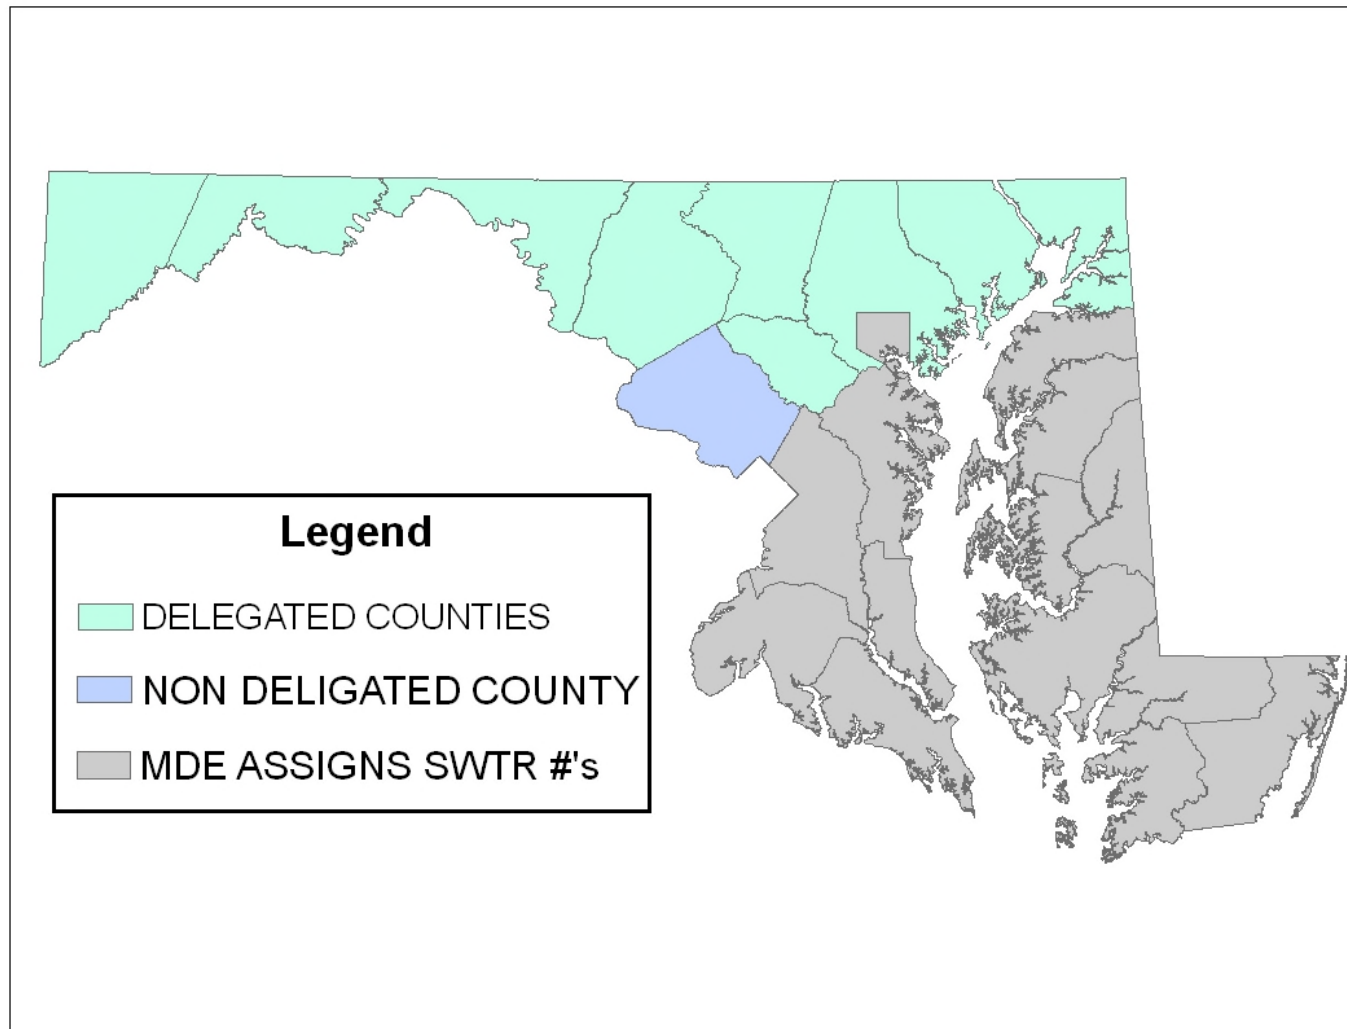 Legend
DELEGATED COUNTIES
NON DELIGATED COUNTY
MDE ASSIGNS SWTR #'s